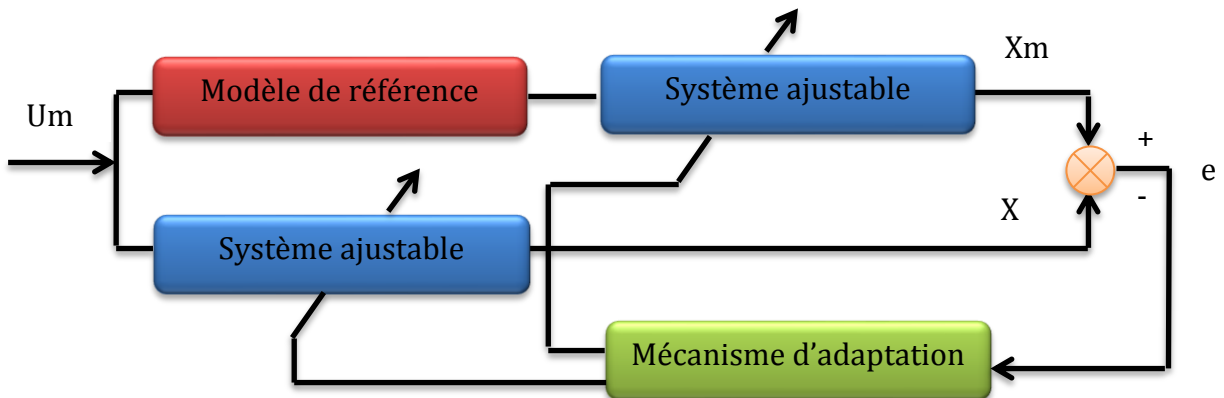 Modèle de référence
Système ajustable
Xm
Um
+
e
-
X
Système ajustable
Mécanisme d'adaptation